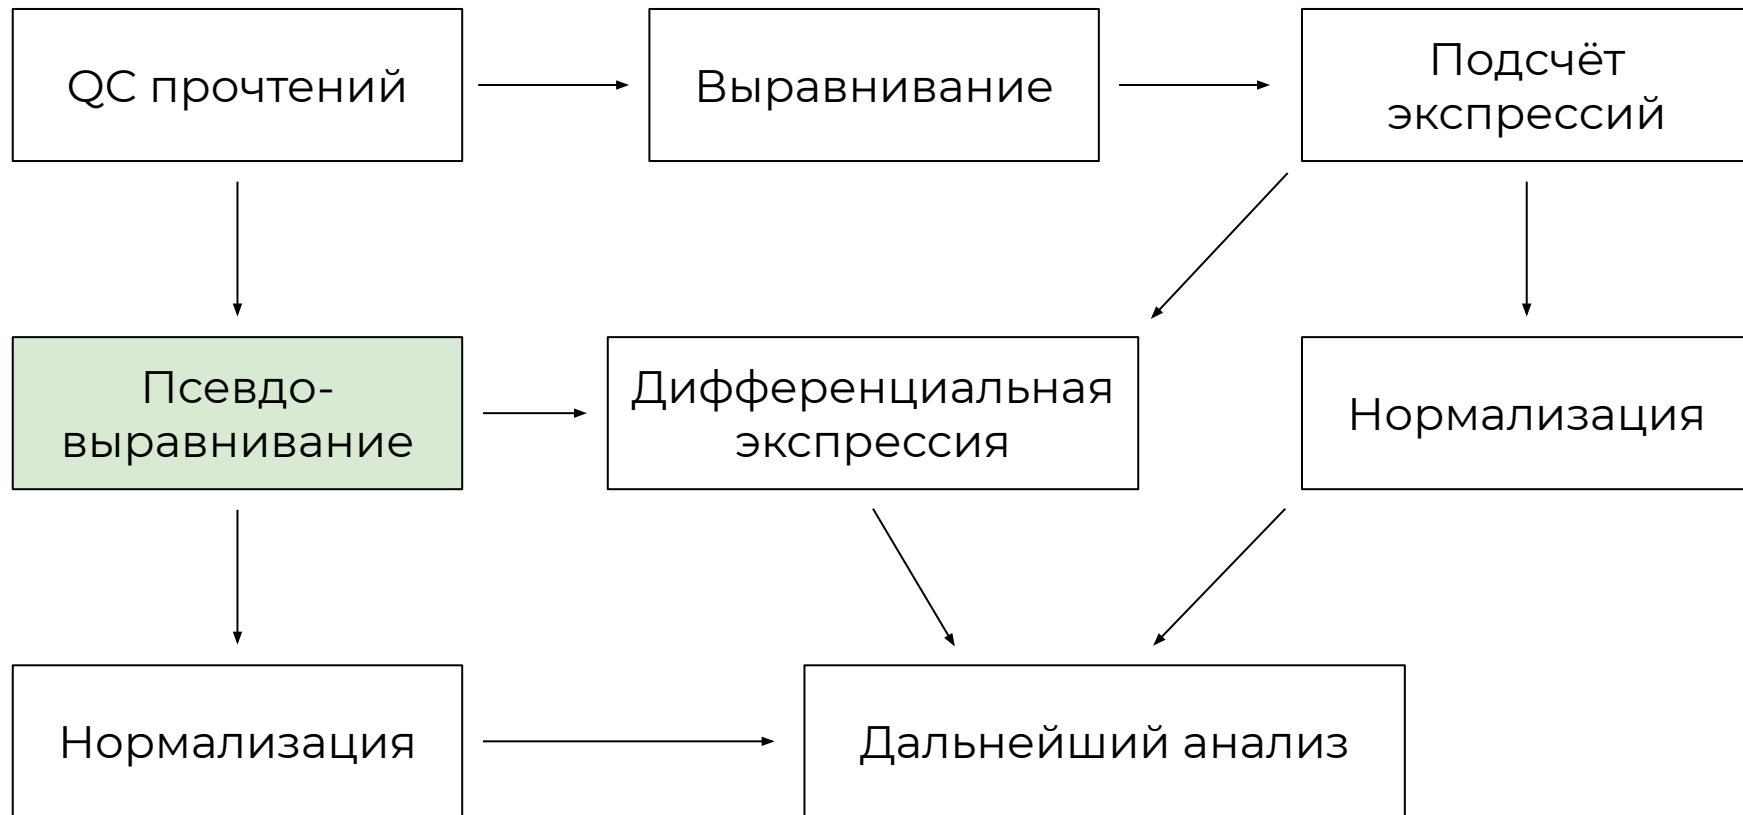 QC прочтений
Выравнивание
Подсчёт
экспрессий
Псевдо-
выравнивание
Дифференциальная
экспрессия
Нормализация
Нормализация
Дальнейший анализ